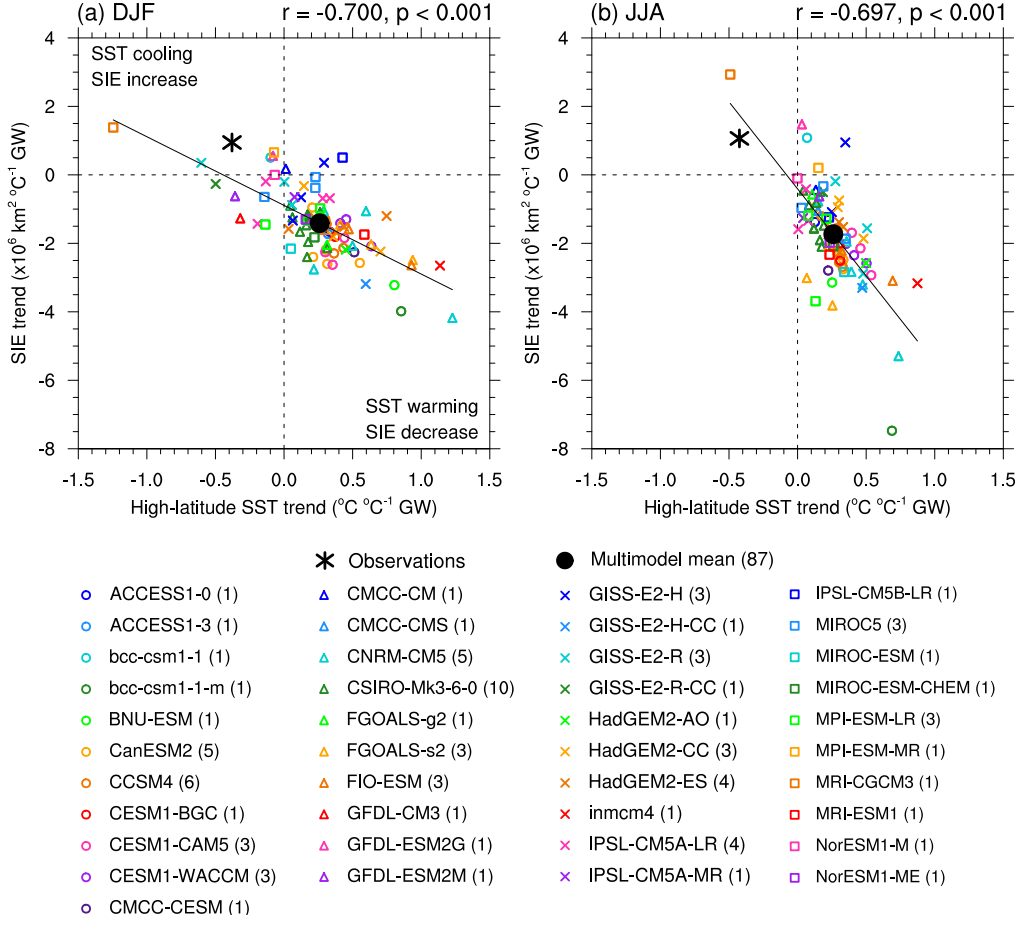 (a) DJF r = -0.700, p < 0.001
SST cooling
SIE increase
SST warming
SIE decrease
4
2
0
-2
-4
-6
-8
SIE trend (x10⁶ km² °C⁻¹ GW)
-1.5 -1.0 -0.5 0.0 0.5 1.0 1.5
High-latitude SST trend (°C °C⁻¹ GW)
(b) JJA r = -0.697, p < 0.001
4
2
0
-2
-4
-6
-8
SIE trend (x10⁶ km² °C⁻¹ GW)
-1.5 -1.0 -0.5 0.0 0.5 1.0 1.5
High-latitude SST trend (°C °C⁻¹ GW)
Observations
Multimodel mean (87)
ACCESS1-0 (1)
ACCESS1-3 (1)
bcc-csm1-1 (1)
bcc-csm1-1-m (1)
BNU-ESM (1)
CanESM2 (5)
CCSM4 (6)
CESM1-BGC (1)
CESM1-CAM5 (3)
CESM1-WACCM (3)
CMCC-CESM (1)
CMCC-CM (1)
CMCC-CMS (1)
CNRM-CM5 (5)
CSIRO-Mk3-6-0 (10)
FGOALS-g2 (1)
FGOALS-s2 (3)
FIO-ESM (3)
GFDL-CM3 (1)
GFDL-ESM2G (1)
GFDL-ESM2M (1)
GISS-E2-H (3)
GISS-E2-H-CC (1)
GISS-E2-R (3)
GISS-E2-R-CC (1)
HadGEM2-AO (1)
HadGEM2-CC (3)
HadGEM2-ES (4)
inmcm4 (1)
IPSL-CM5A-LR (4)
IPSL-CM5A-MR (1)
IPSL-CM5B-LR (1)
MIROC5 (3)
MIROC-ESM (1)
MIROC-ESM-CHEM (1)
MPI-ESM-LR (3)
MPI-ESM-MR (1)
MRI-CGCM3 (1)
MRI-ESM1 (1)
NorESM1-M (1)
NorESM1-ME (1)